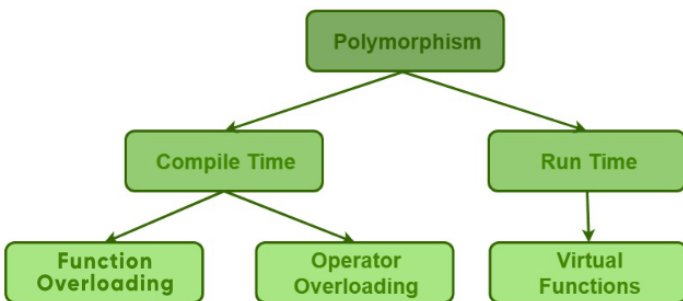 Polymorphism
Compile Time
Run Time
Function
Overloading
Operator
Overloading
Virtual
Functions